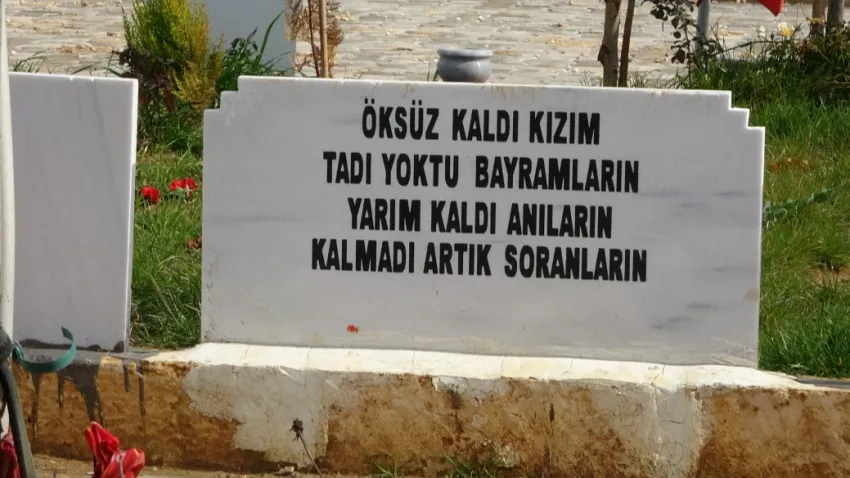 ÖKSÜZ KALDI KIZIM
TADI YOKTU BAYRAMLARIN
YARIM KALDI ANILARIN
KALMADI ARTIK SORANLARIN